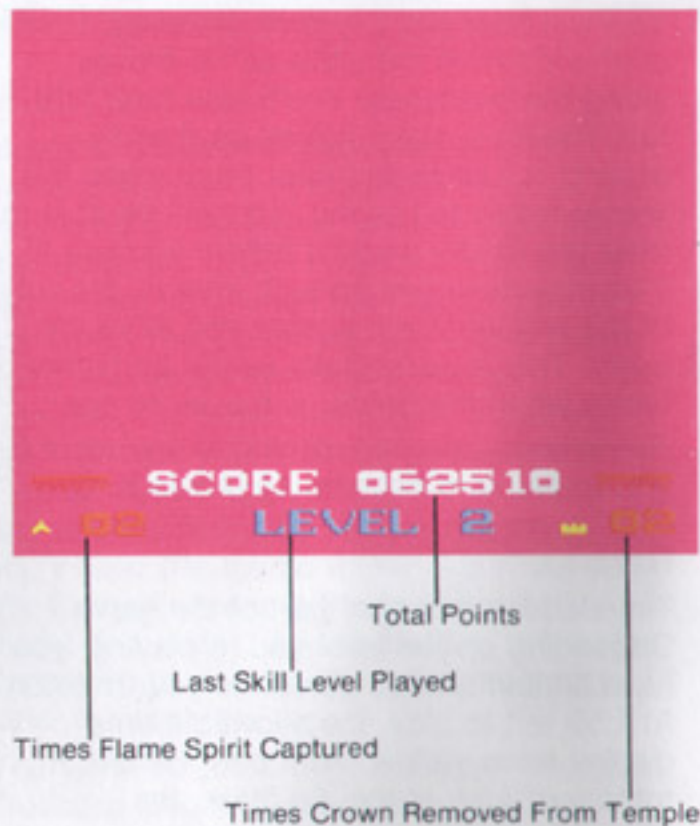 SCORE 062510
02 LEVEL 2 02
Total Points
Last Skill Level Played
Times Flame Spirit Captured
Times Crown Removed From Temple